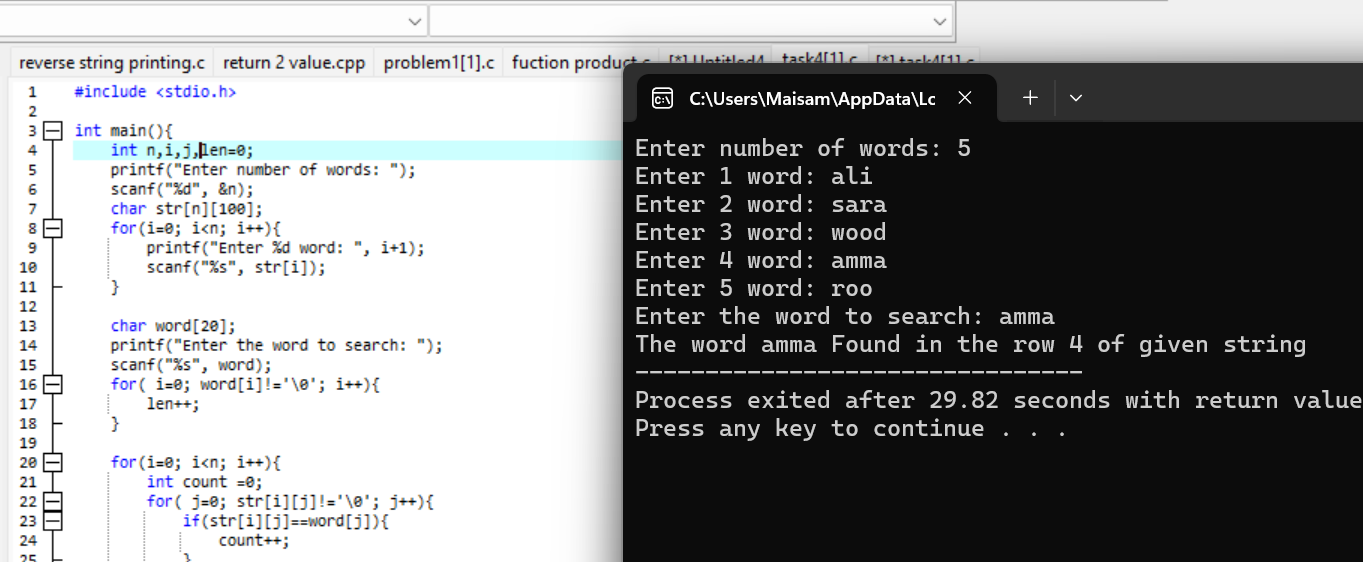 reverse string printing.c return 2 value.cpp problem1[1].c fuction product.c [*] Untitled4 task4[1].c [*] task4[1].c
1 #include <stdio.h>
2
3 int main(){
4 int n,i,j,len=0;
5 printf("Enter number of words: ");
6 scanf("%d", &n);
7 char str[n][100];
8 for(i=0; i<n; i++){
9 printf("Enter %d word: ", i+1);
10 scanf("%s", str[i]);
11 }
12
13 char word[20];
14 printf("Enter the word to search: ");
15 scanf("%s", word);
16 for( i=0; word[i]!='\0'; i++){
17 len++;
18 }
19
20 for(i=0; i<n; i++){
21 int count =0;
22 for( j=0; str[i][j]!='\0'; j++){
23 if(str[i][j]==word[j]){
24 count++;
25 }
C:\Users\Maisam\AppData\Lc
Enter number of words: 5
Enter 1 word: ali
Enter 2 word: sara
Enter 3 word: wood
Enter 4 word: amma
Enter 5 word: roo
Enter the word to search: amma
The word amma Found in the row 4 of given string
--------------------------------
Process exited after 29.82 seconds with return value
Press any key to continue . . .